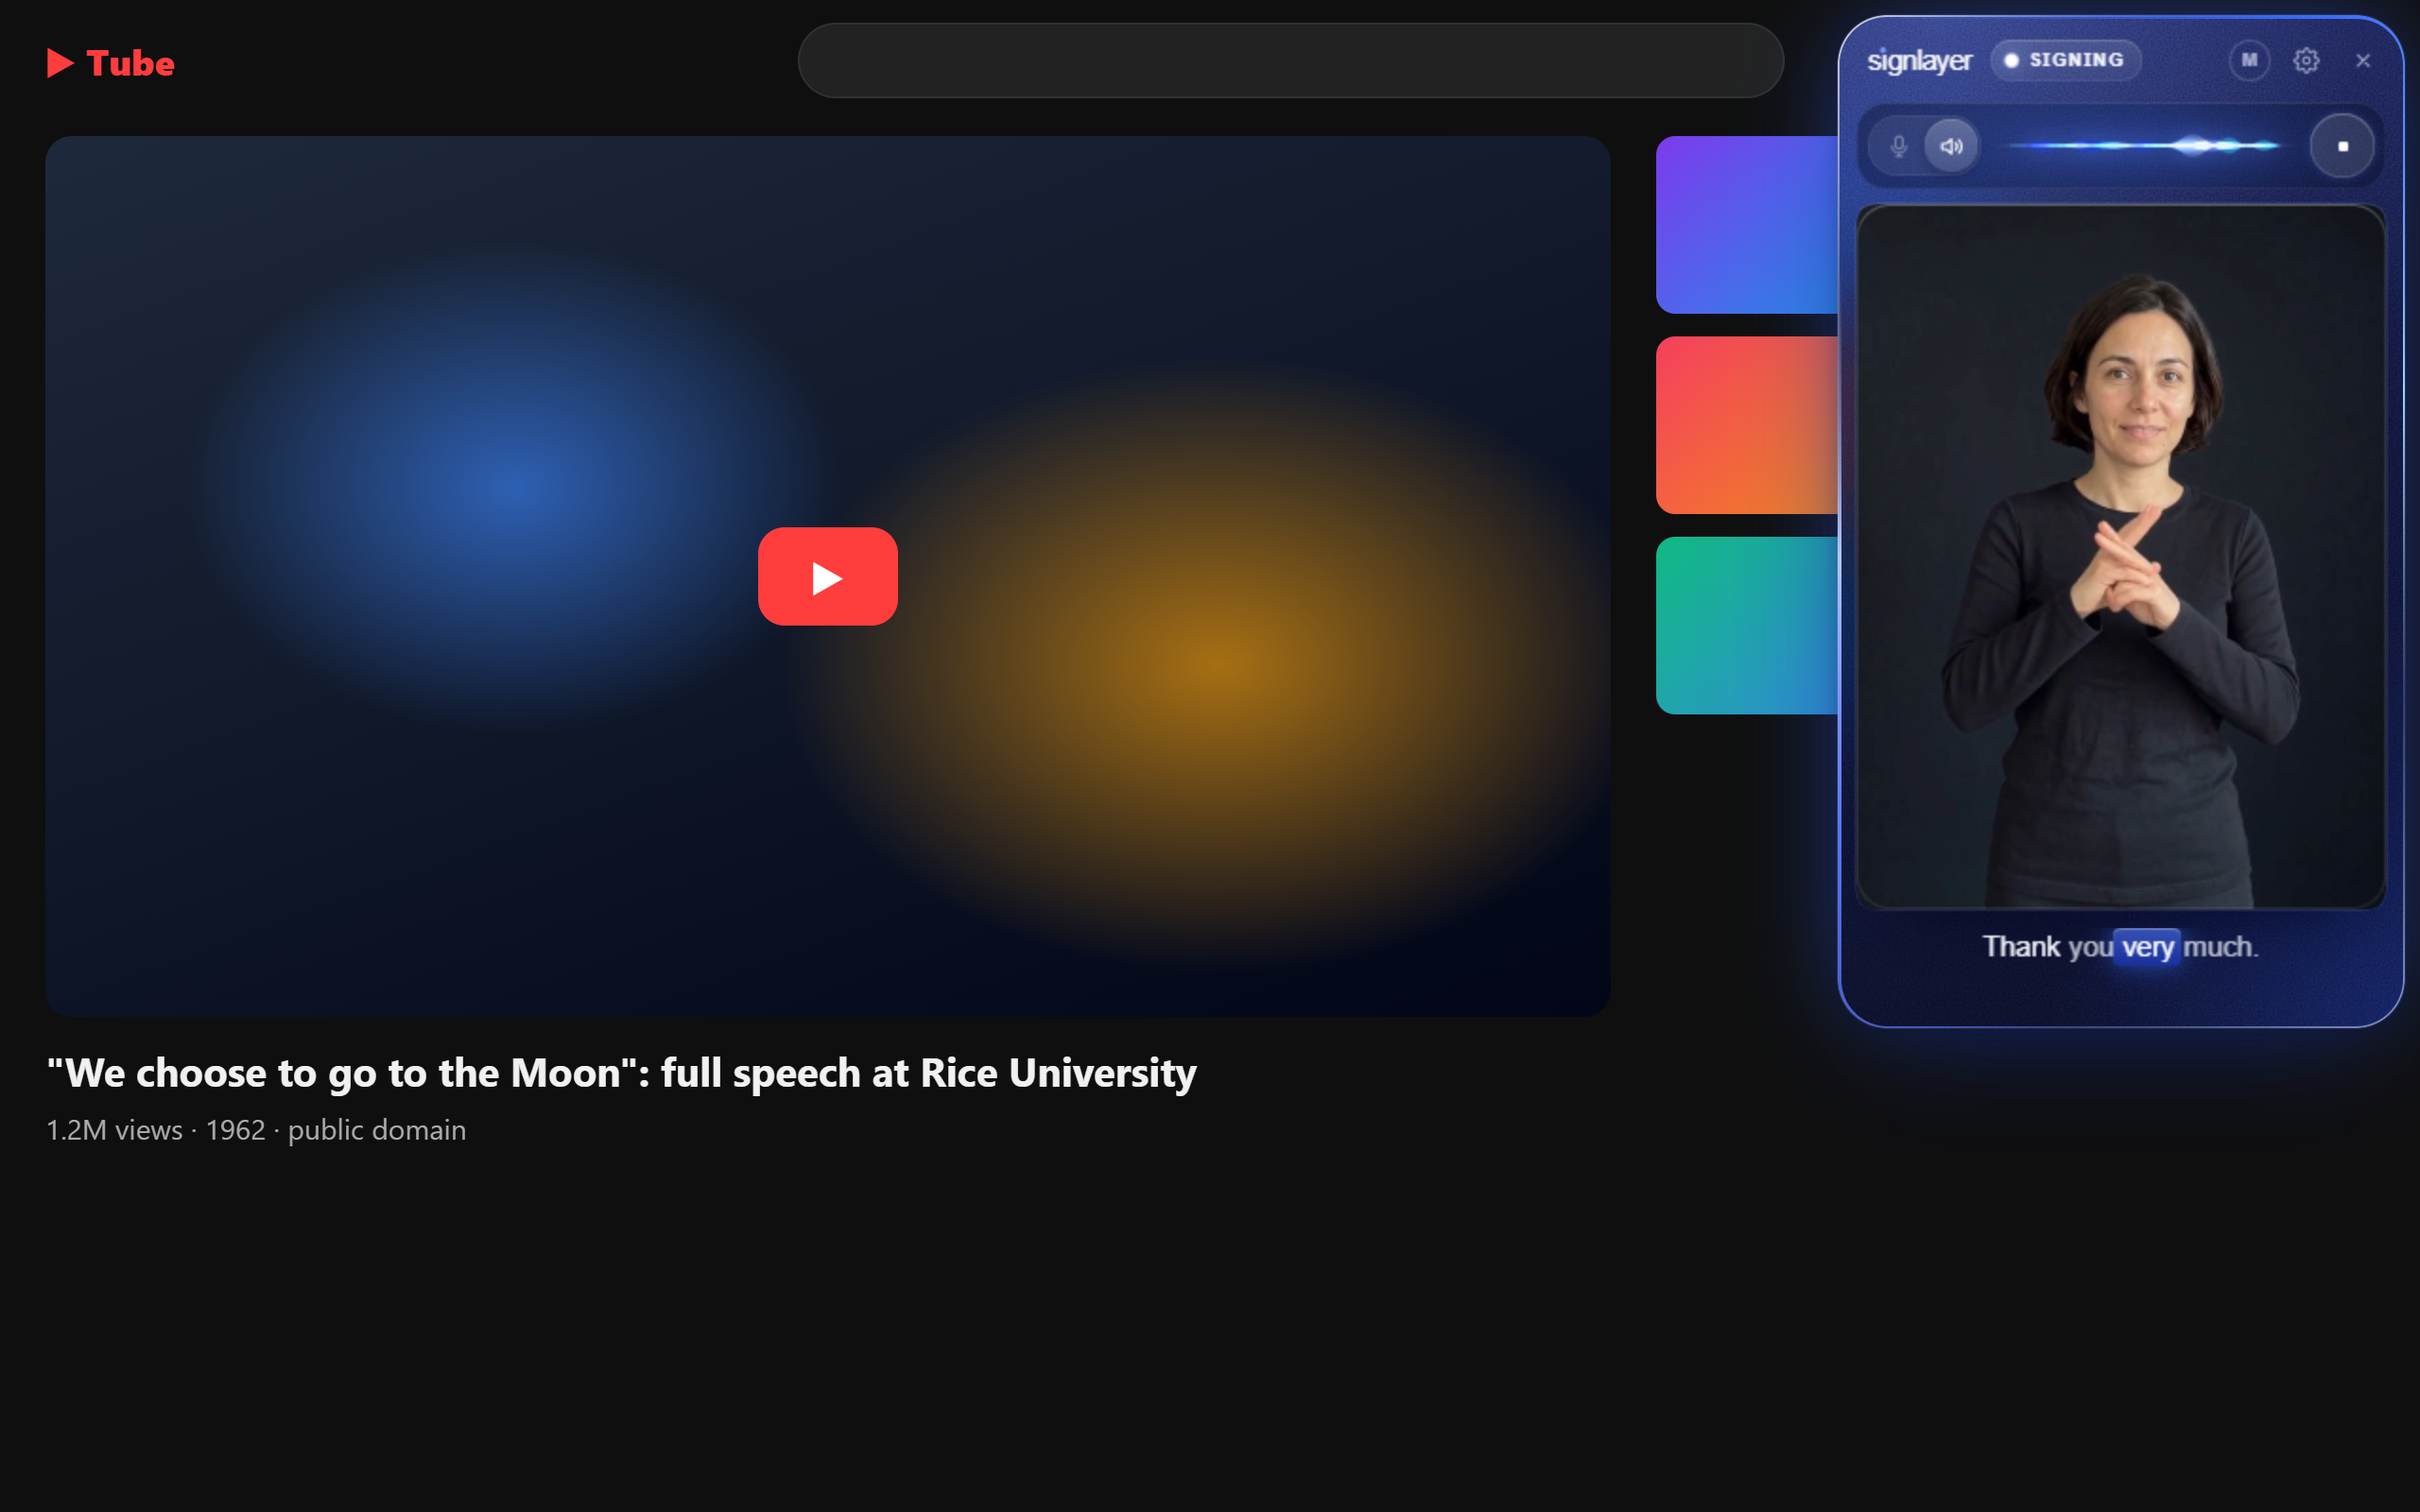 Tube
signlayer
SIGNING
M
Thank you very much.
"We choose to go to the Moon": full speech at Rice University
1.2M views · 1962 · public domain